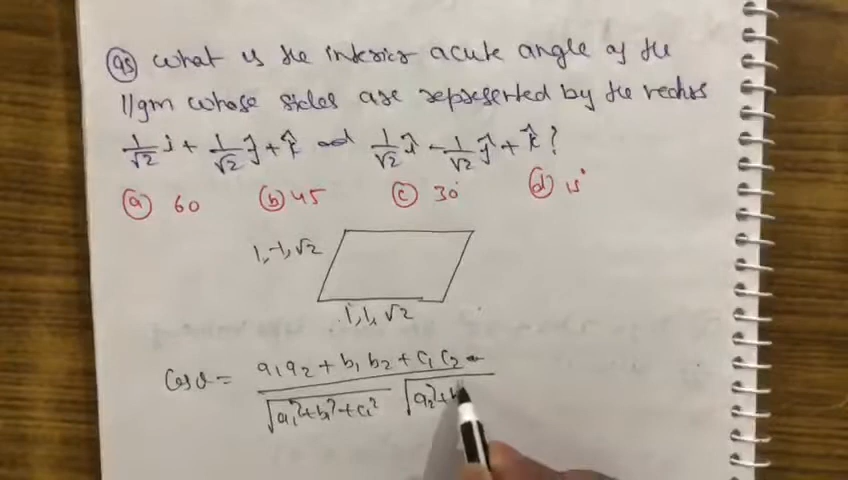 Q5 What is the interior acute angle of the
||gm whose sides are represented by the vectors
1/√2 i + 1/√2 ĵ + k̂ and 1/√2 î - 1/√2 ĵ + k̂ ?
(a) 60 (b) 45 (c) 30° (d) 15°
1, -1, √2
1, 1, √2
Cos θ = a₁a₂ + b₁b₂ + c₁c₂ / √a₁²+b₁²+c₁² √a₂²+b